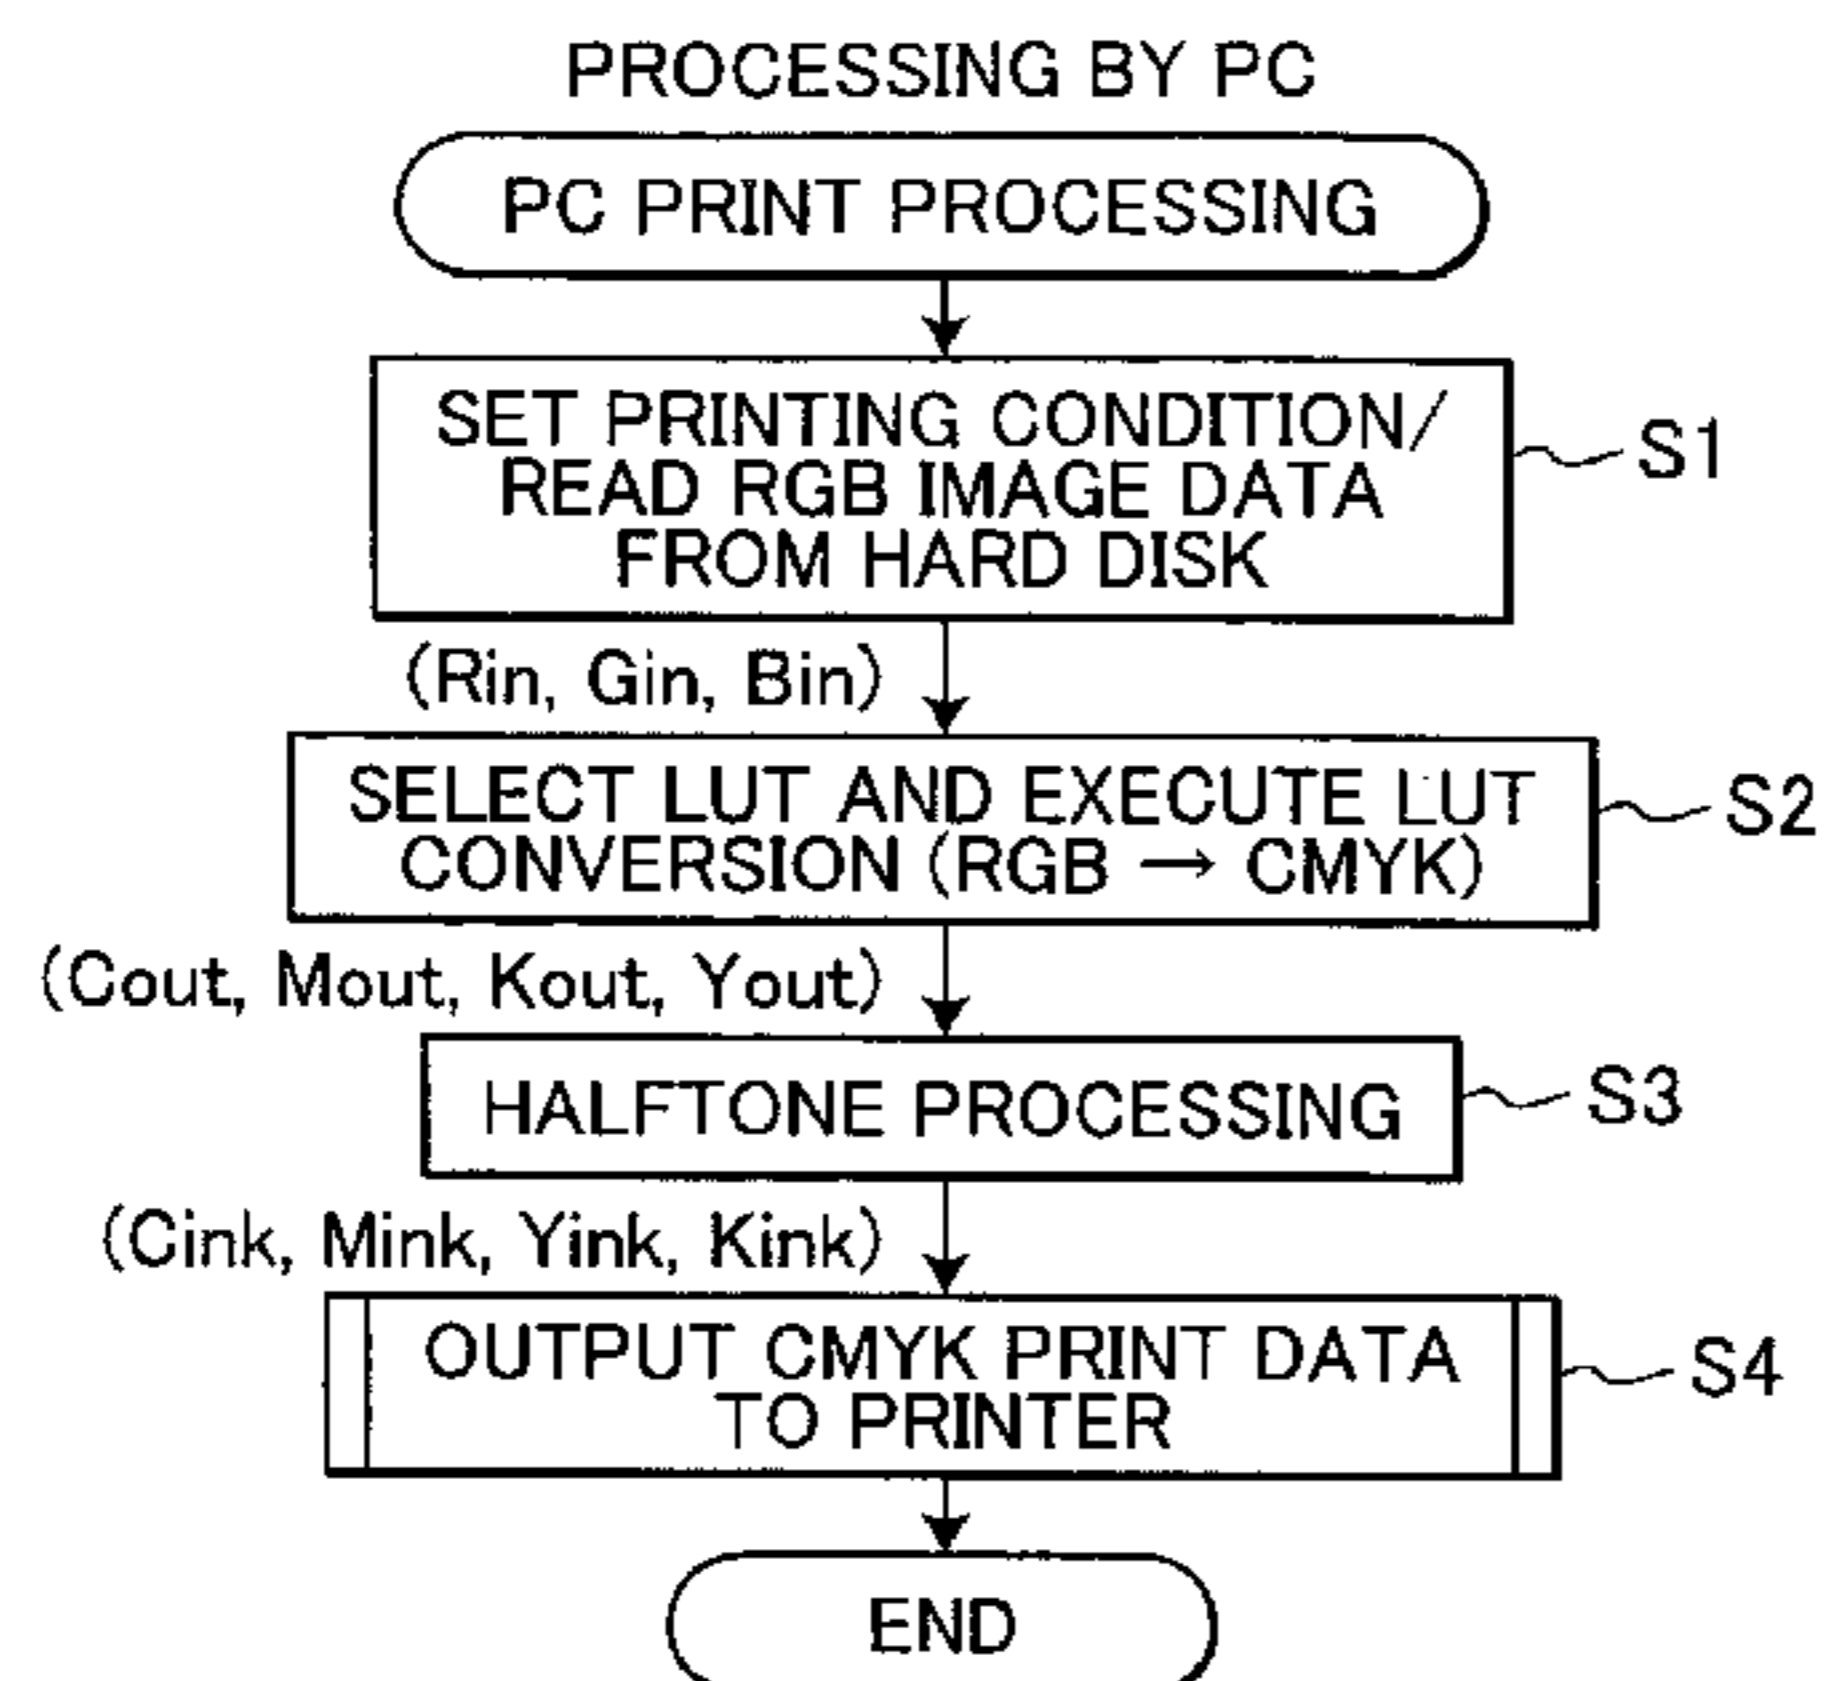 PROCESSING BY PC
PC PRINT PROCESSING
SET PRINTING CONDITION/
READ RGB IMAGE DATA
FROM HARD DISK
S1
(Rin, Gin, Bin)
SELECT LUT AND EXECUTE LUT
CONVERSION (RGB → CMYK)
S2
(Cout, Mout, Kout, Yout)
HALFTONE PROCESSING
S3
(Cink, Mink, Yink, Kink)
OUTPUT CMYK PRINT DATA
TO PRINTER
S4
END